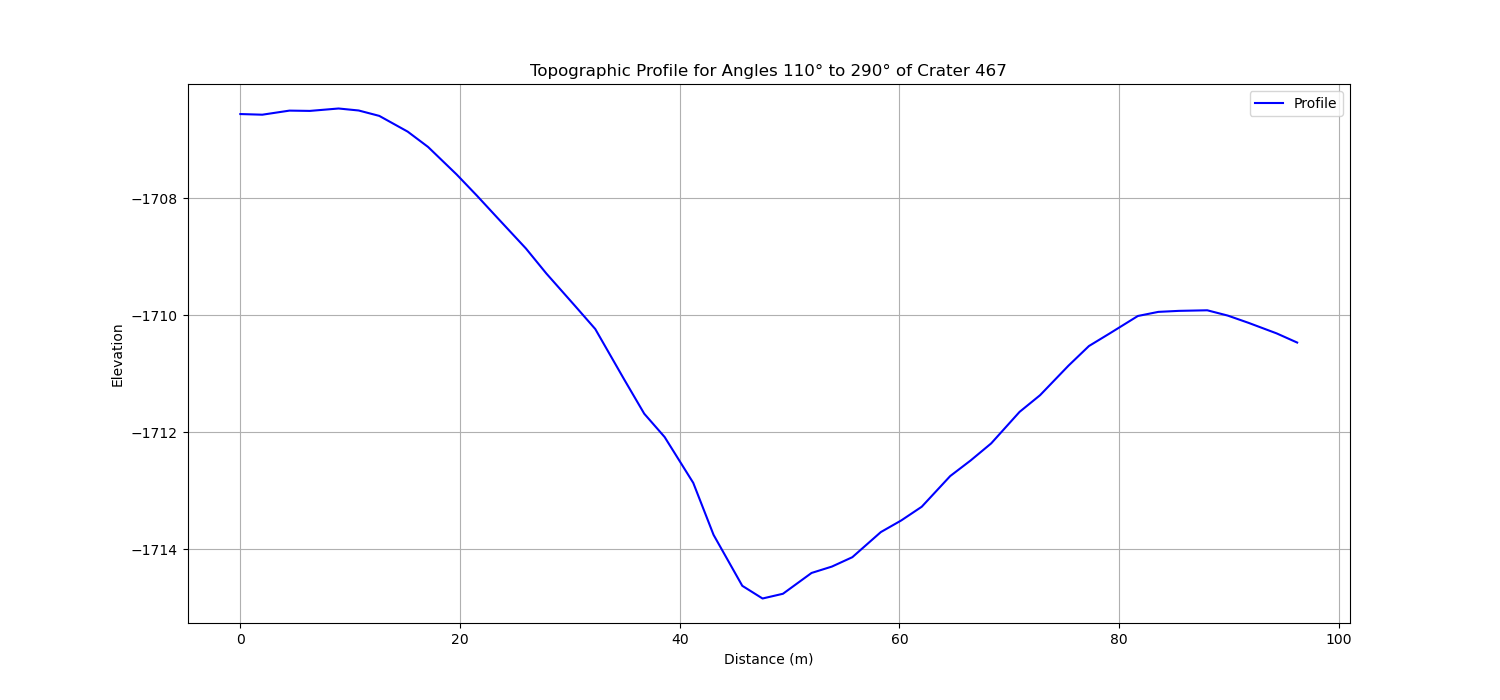 Topographic Profile for Angles 110° to 290° of Crater 467
Profile
−1708
−1710
−1712
−1714
Elevation
0 20 40 60 80 100
Distance (m)